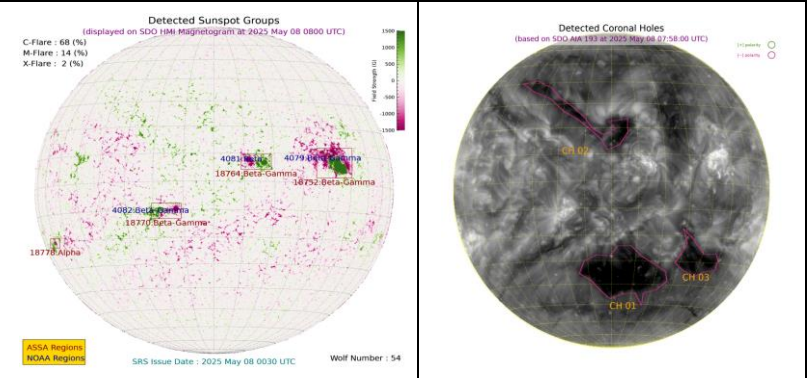 Detected Sunspot Groups
(displayed on SDO HMI Magnetogram at 2025 May 08 0800 UTC)
C-Flare : 68 (%)
M-Flare : 14 (%)
X-Flare : 2 (%)
1500
1000
500
0
-500
-1000
-1500
Field Strength (G)
4081:Beta
4079:Beta-Gamma
18764:Beta-Gamma
18752:Beta-Gamma
4082:Beta-Gamma
18770:Beta-Gamma
18778:Alpha
ASSA Regions
NOAA Regions
SRS Issue Date : 2025 May 08 0030 UTC
Wolf Number : 54
Detected Coronal Holes
(based on SDO AIA 193 at 2025 May 08 07:58:00 UTC)
(+) polarity
(-) polarity
CH 02
CH 03
CH 01